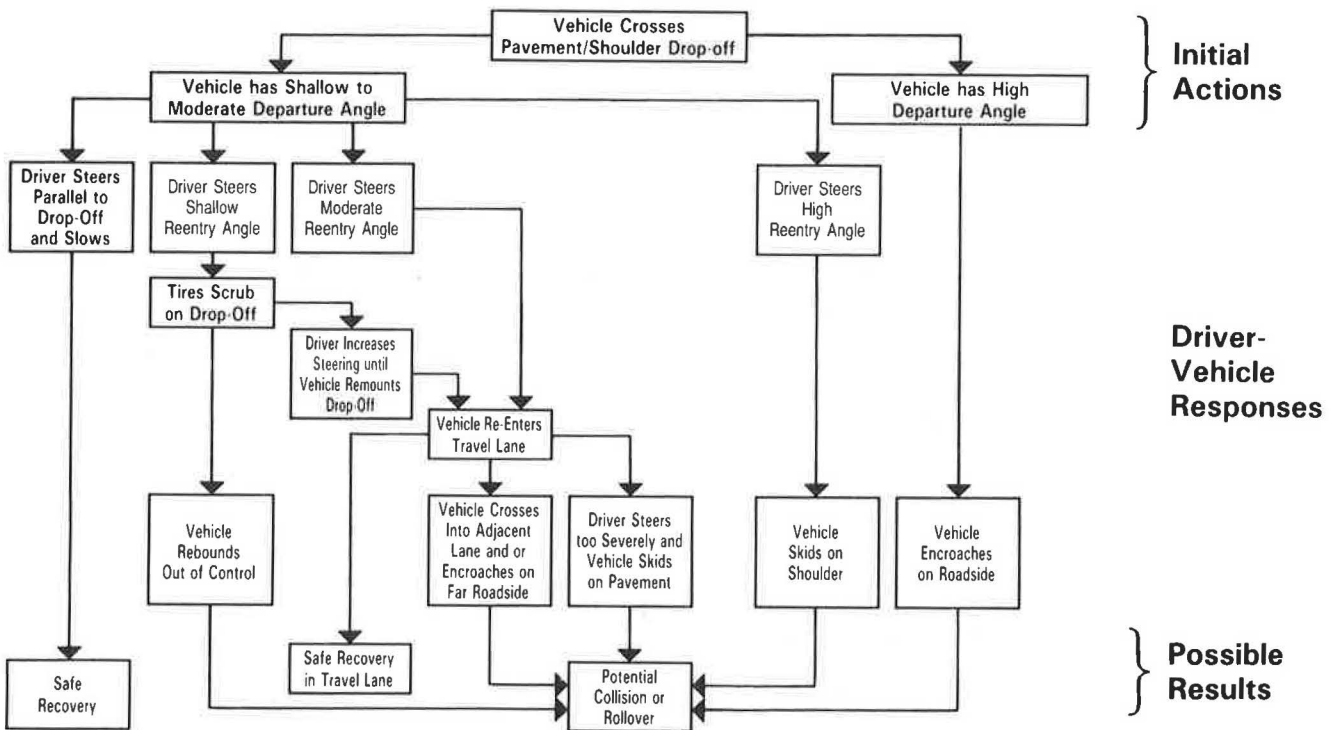 Vehicle Crosses
Pavement/Shoulder Drop-off
Initial
Actions
Vehicle has Shallow to
Moderate Departure Angle
Vehicle has High
Departure Angle
Driver Steers
Parallel to
Drop-Off
and Slows
Driver Steers
Shallow
Reentry Angle
Driver Steers
Moderate
Reentry Angle
Driver Steers
High
Reentry Angle
Tires Scrub
on Drop-Off
Driver Increases
Steering until
Vehicle Remounts
Drop-Off
Driver-
Vehicle
Responses
Vehicle Re-Enters
Travel Lane
Vehicle
Rebounds
Out of Control
Vehicle Crosses
Into Adjacent
Lane and or
Encroaches on
Far Roadside
Driver Steers
too Severely and
Vehicle Skids
on Pavement
Vehicle
Skids on
Shoulder
Vehicle
Encroaches
on Roadside
Safe
Recovery
Safe Recovery
in Travel Lane
Potential
Collision or
Rollover
Possible
Results